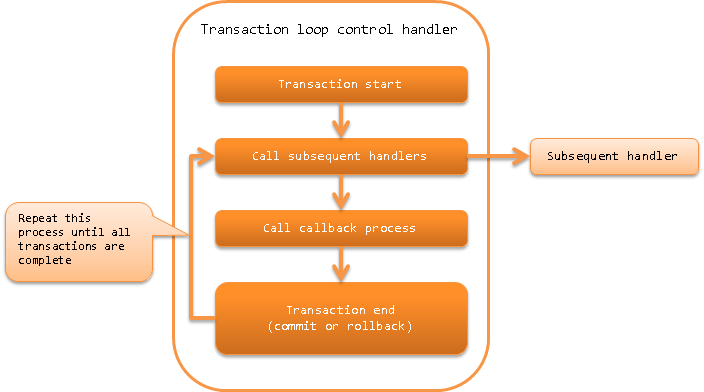 Transaction loop control handler
Transaction start
Call subsequent handlers
Subsequent handler
Call callback process
Repeat this
process until all
transactions are
complete
Transaction end
(commit or rollback)